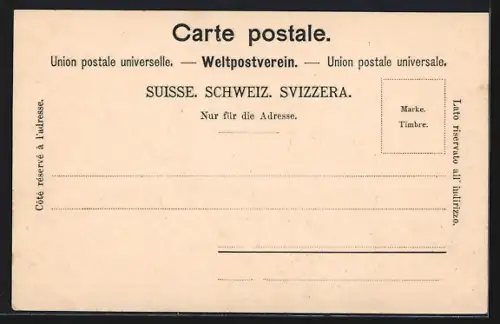 Carte postale.
Union postale universelle. — Weltpostverein. — Union postale universale.
SUISSE. SCHWEIZ. SVIZZERA.
Nur für die Adresse.
Marke.
Timbre.
Côté réservé à l'adresse.
Lato riservato all' indirizzo.